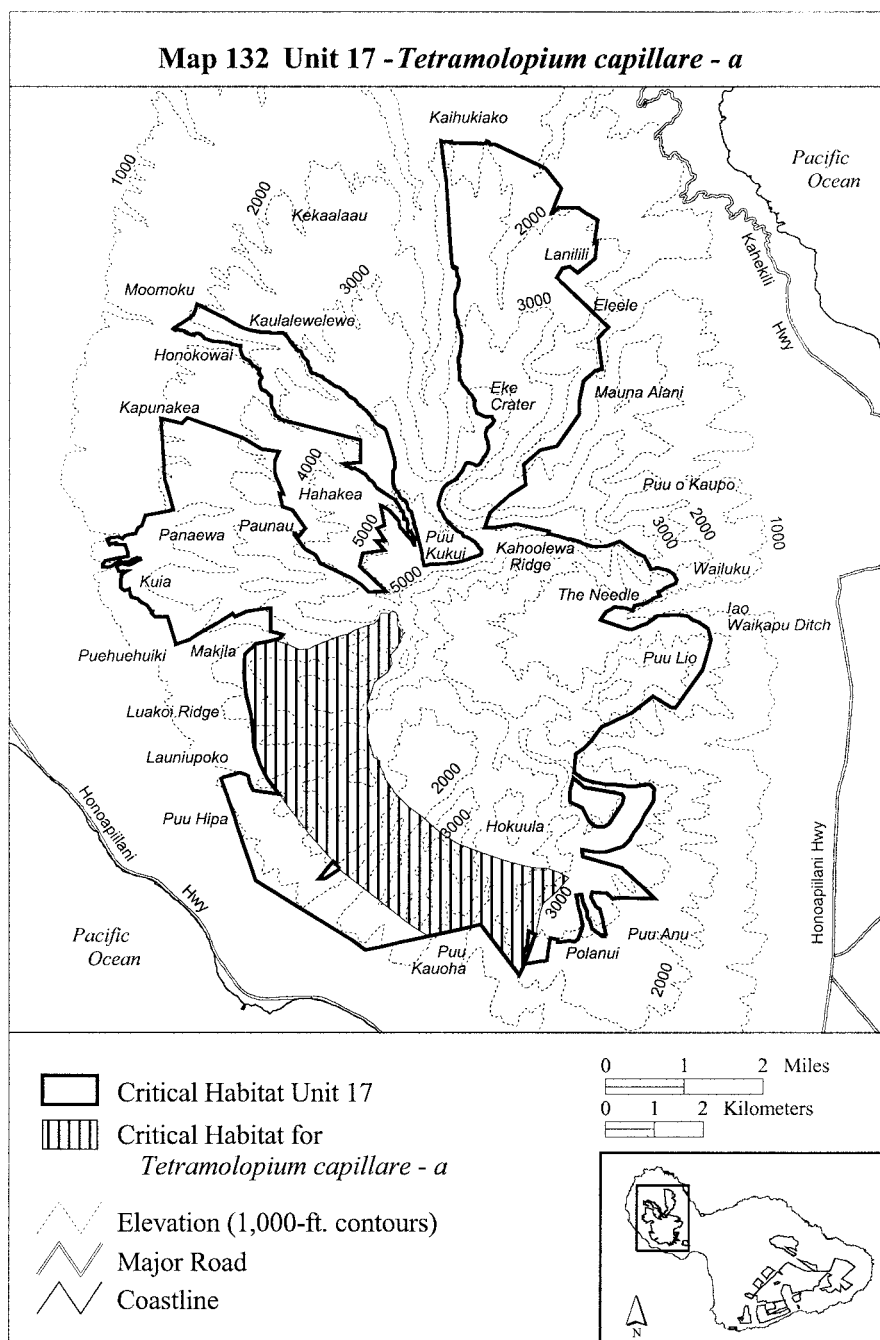 Map 132 Unit 17 - Tetramolopium capillare - a
Kaihukiako
Pacific
Ocean
1000
2000
Kekaalaau
2000
Lanilili
Kahekili
Hwy
3000
3000
Moomoku
Kaulalewelewe
Eleele
Honokowai
Eke
Crater
Mauna Alani
Kapunakea
4000
Hahakea
Puu o Kaupo
Panaewa
Paunau
5000
Puu
Kukui
Kahoolewa
Ridge
3000
2000
1000
Kuia
5000
The Needle
Wailuku
Iao
Waikapu Ditch
Puehuehuiki
Makila
Puu Lio
Luakoi Ridge
Launiupoko
2000
Honoapiilani
Hwy
Puu Hipa
3000
Hokuula
Honoapiilani Hwy
3000
Pacific
Ocean
Puu
Kauoha
Polanui
Puu Anu
2000
Critical Habitat Unit 17
Critical Habitat for
Tetramolopium capillare - a
Elevation (1,000-ft. contours)
Major Road
Coastline
0 1 2 Miles
0 1 2 Kilometers
N